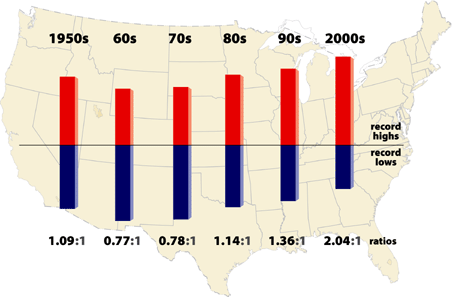 1950s 60s 70s 80s 90s 2000s
record
highs
record
lows
1.09:1 0.77:1 0.78:1 1.14:1 1.36:1 2.04:1 ratios